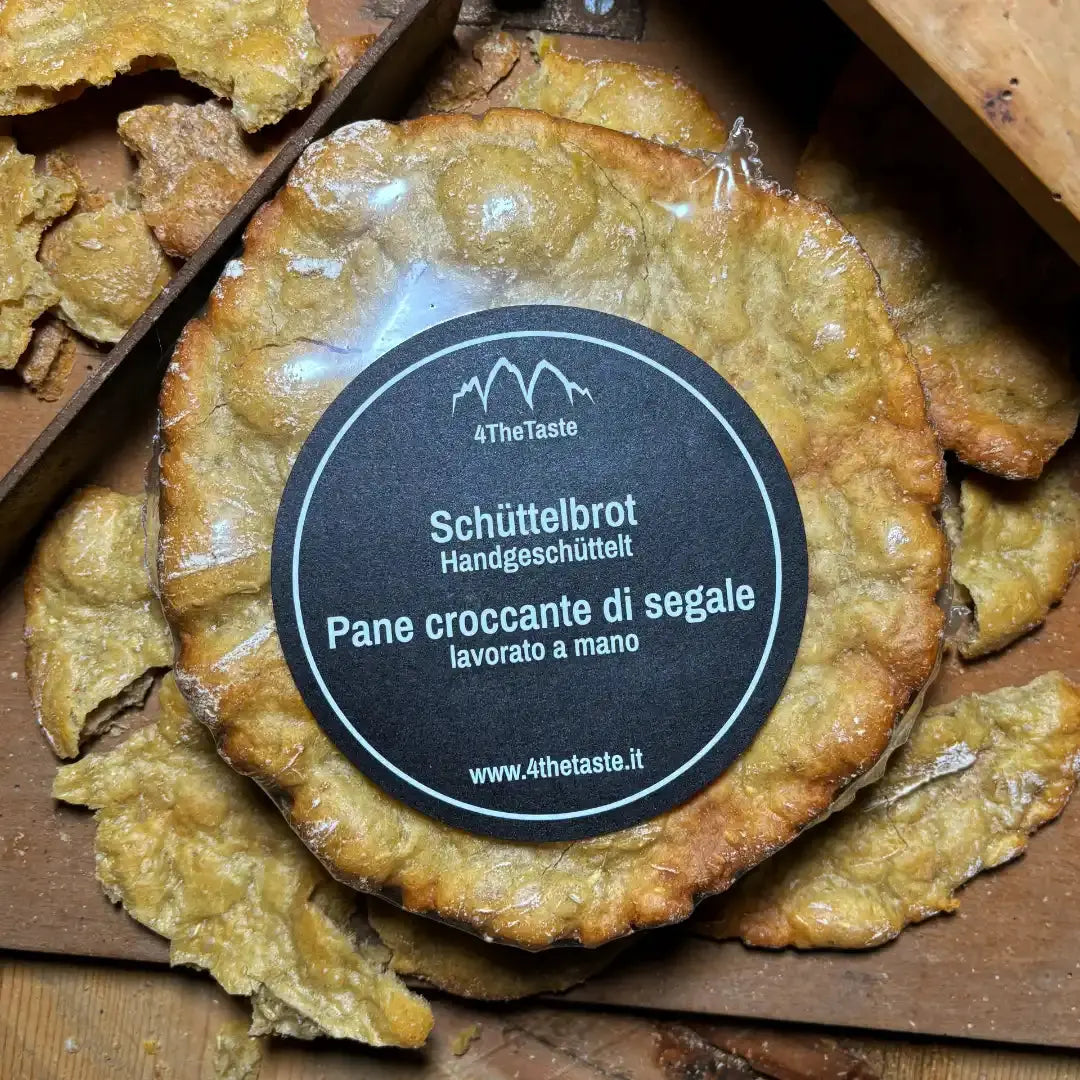 4TheTaste
Schüttelbrot
Handgeschüttelt
Pane croccante di segale
lavorato a mano
www.4thetaste.it